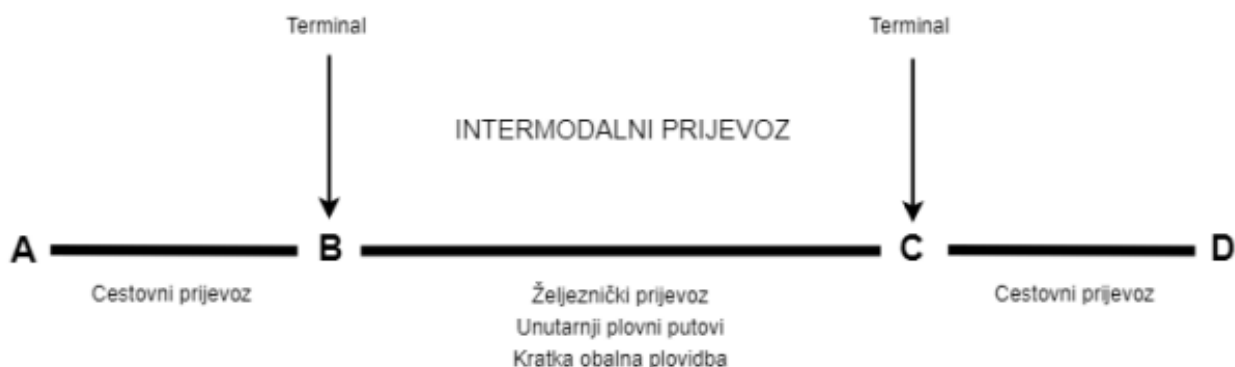 Terminal
Terminal
INTERMODALNI PRIJEVOZ
A
B
C
D
Cestovni prijevoz
Željeznički prijevoz
Unutarnji plovni putovi
Kratka obalna plovidba
Cestovni prijevoz